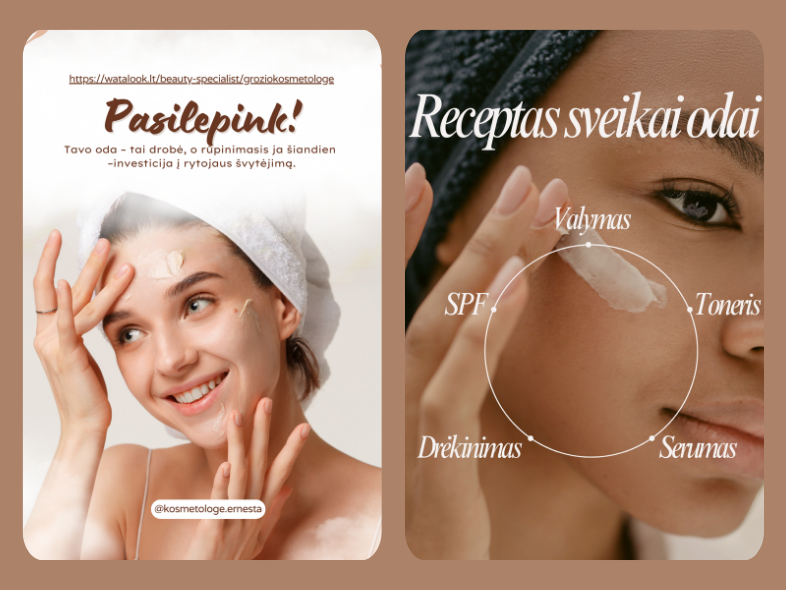 https://watalook.lt/beauty-specialist/groziokosmetologe
Pasilepink!
Tavo oda – tai drobė, o rūpinimasis ja šiandien
–investicija į rytojaus švytėjimą.
@kosmetologe.ernesta
Receptas sveikai odai
Valymas
SPF
Toneris
Drėkinimas
Serumas